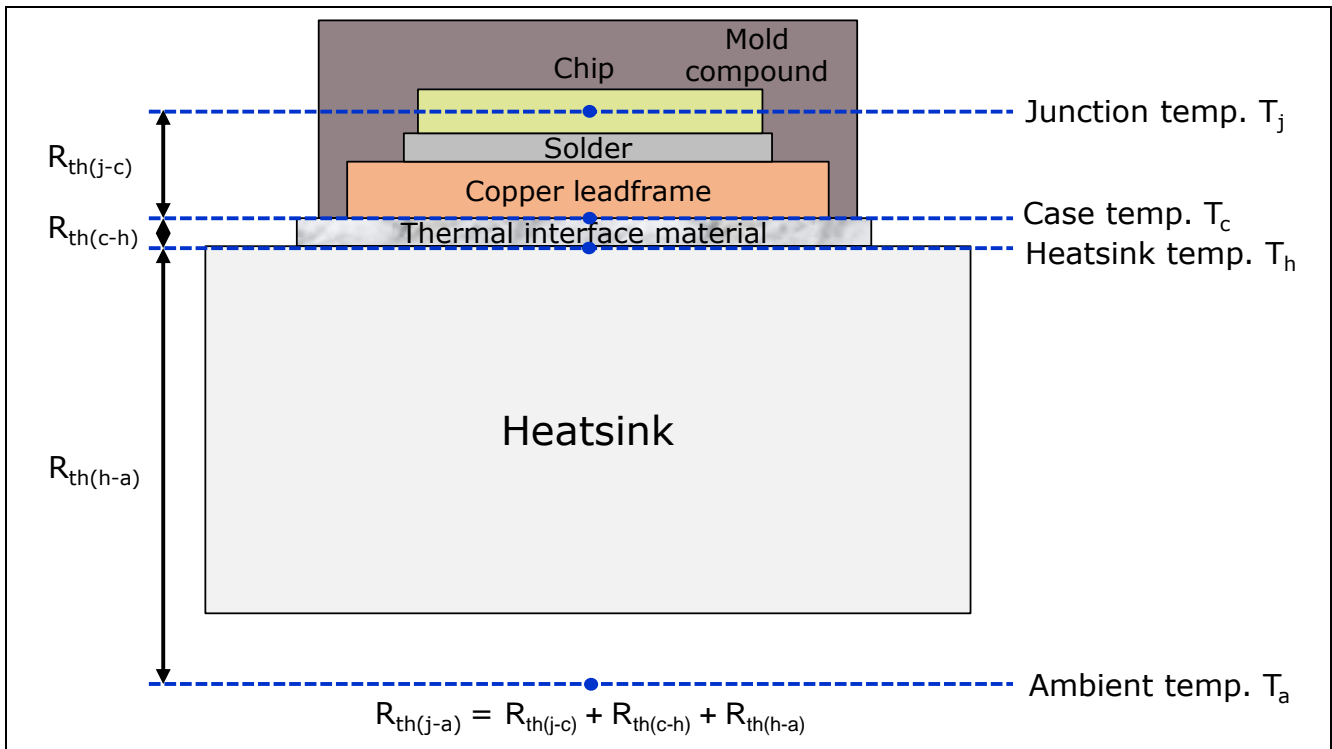 Mold
compound
Chip
Junction temp. Tj
Rth(j-c)
Solder
Copper leadframe
Case temp. Tc
Rth(c-h)
Thermal interface material
Heatsink temp. Th
Heatsink
Rth(h-a)
Ambient temp. Ta
Rth(j-a) = Rth(j-c) + Rth(c-h) + Rth(h-a)